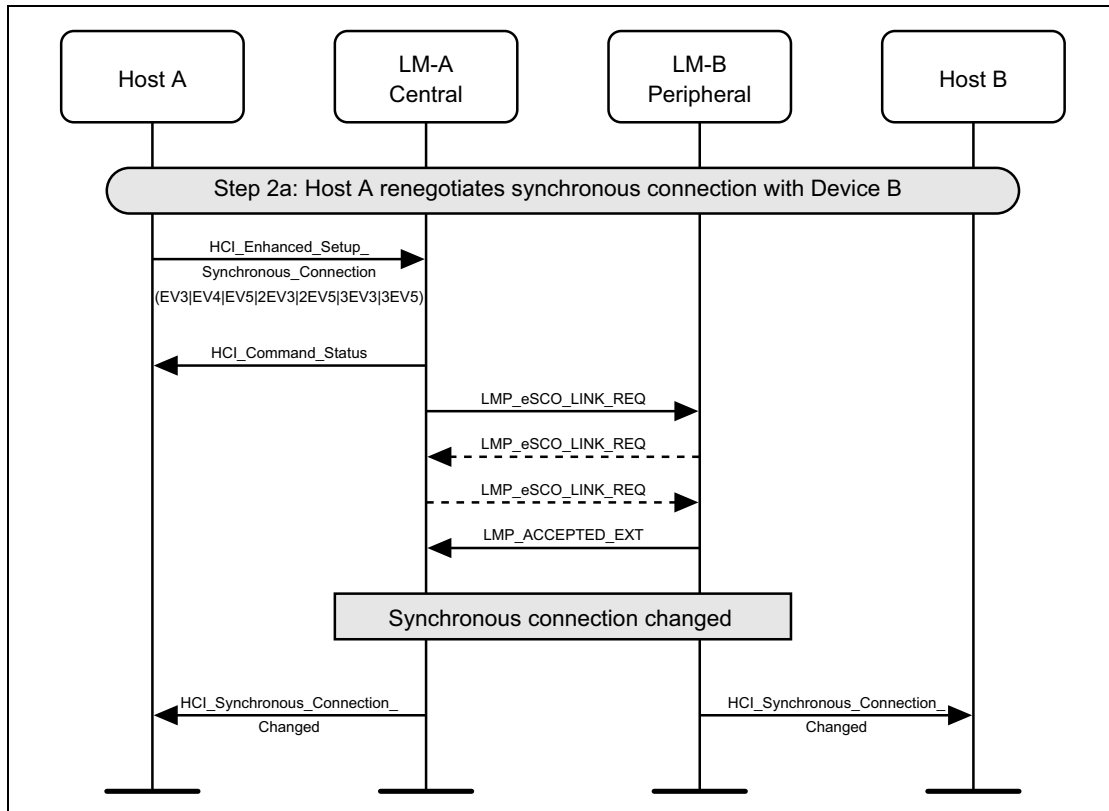 Host A
LM-A
Central
LM-B
Peripheral
Host B
Step 2a: Host A renegotiates synchronous connection with Device B
HCI_Enhanced_Setup_
Synchronous_Connection
(EV3|EV4|EV5|2EV3|2EV5|3EV3|3EV5)
HCI_Command_Status
LMP_eSCO_LINK_REQ
LMP_eSCO_LINK_REQ
LMP_eSCO_LINK_REQ
LMP_ACCEPTED_EXT
Synchronous connection changed
HCI_Synchronous_Connection_
Changed
HCI_Synchronous_Connection_
Changed